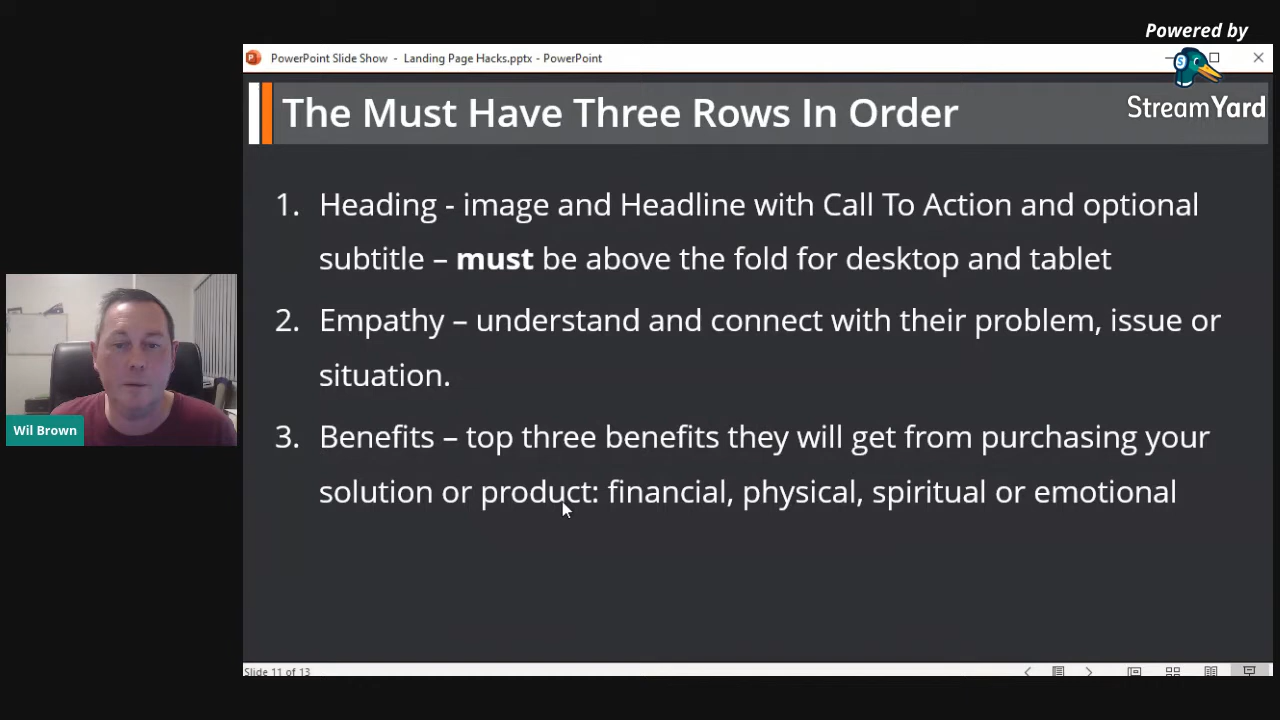 Powered by
StreamYard
PowerPoint Slide Show - Landing Page Hacks.pptx - PowerPoint
The Must Have Three Rows In Order
1. Heading - image and Headline with Call To Action and optional
subtitle – must be above the fold for desktop and tablet
2. Empathy – understand and connect with their problem, issue or
situation.
3. Benefits – top three benefits they will get from purchasing your
solution or product: financial, physical, spiritual or emotional
Wil Brown
Slide 11 of 13